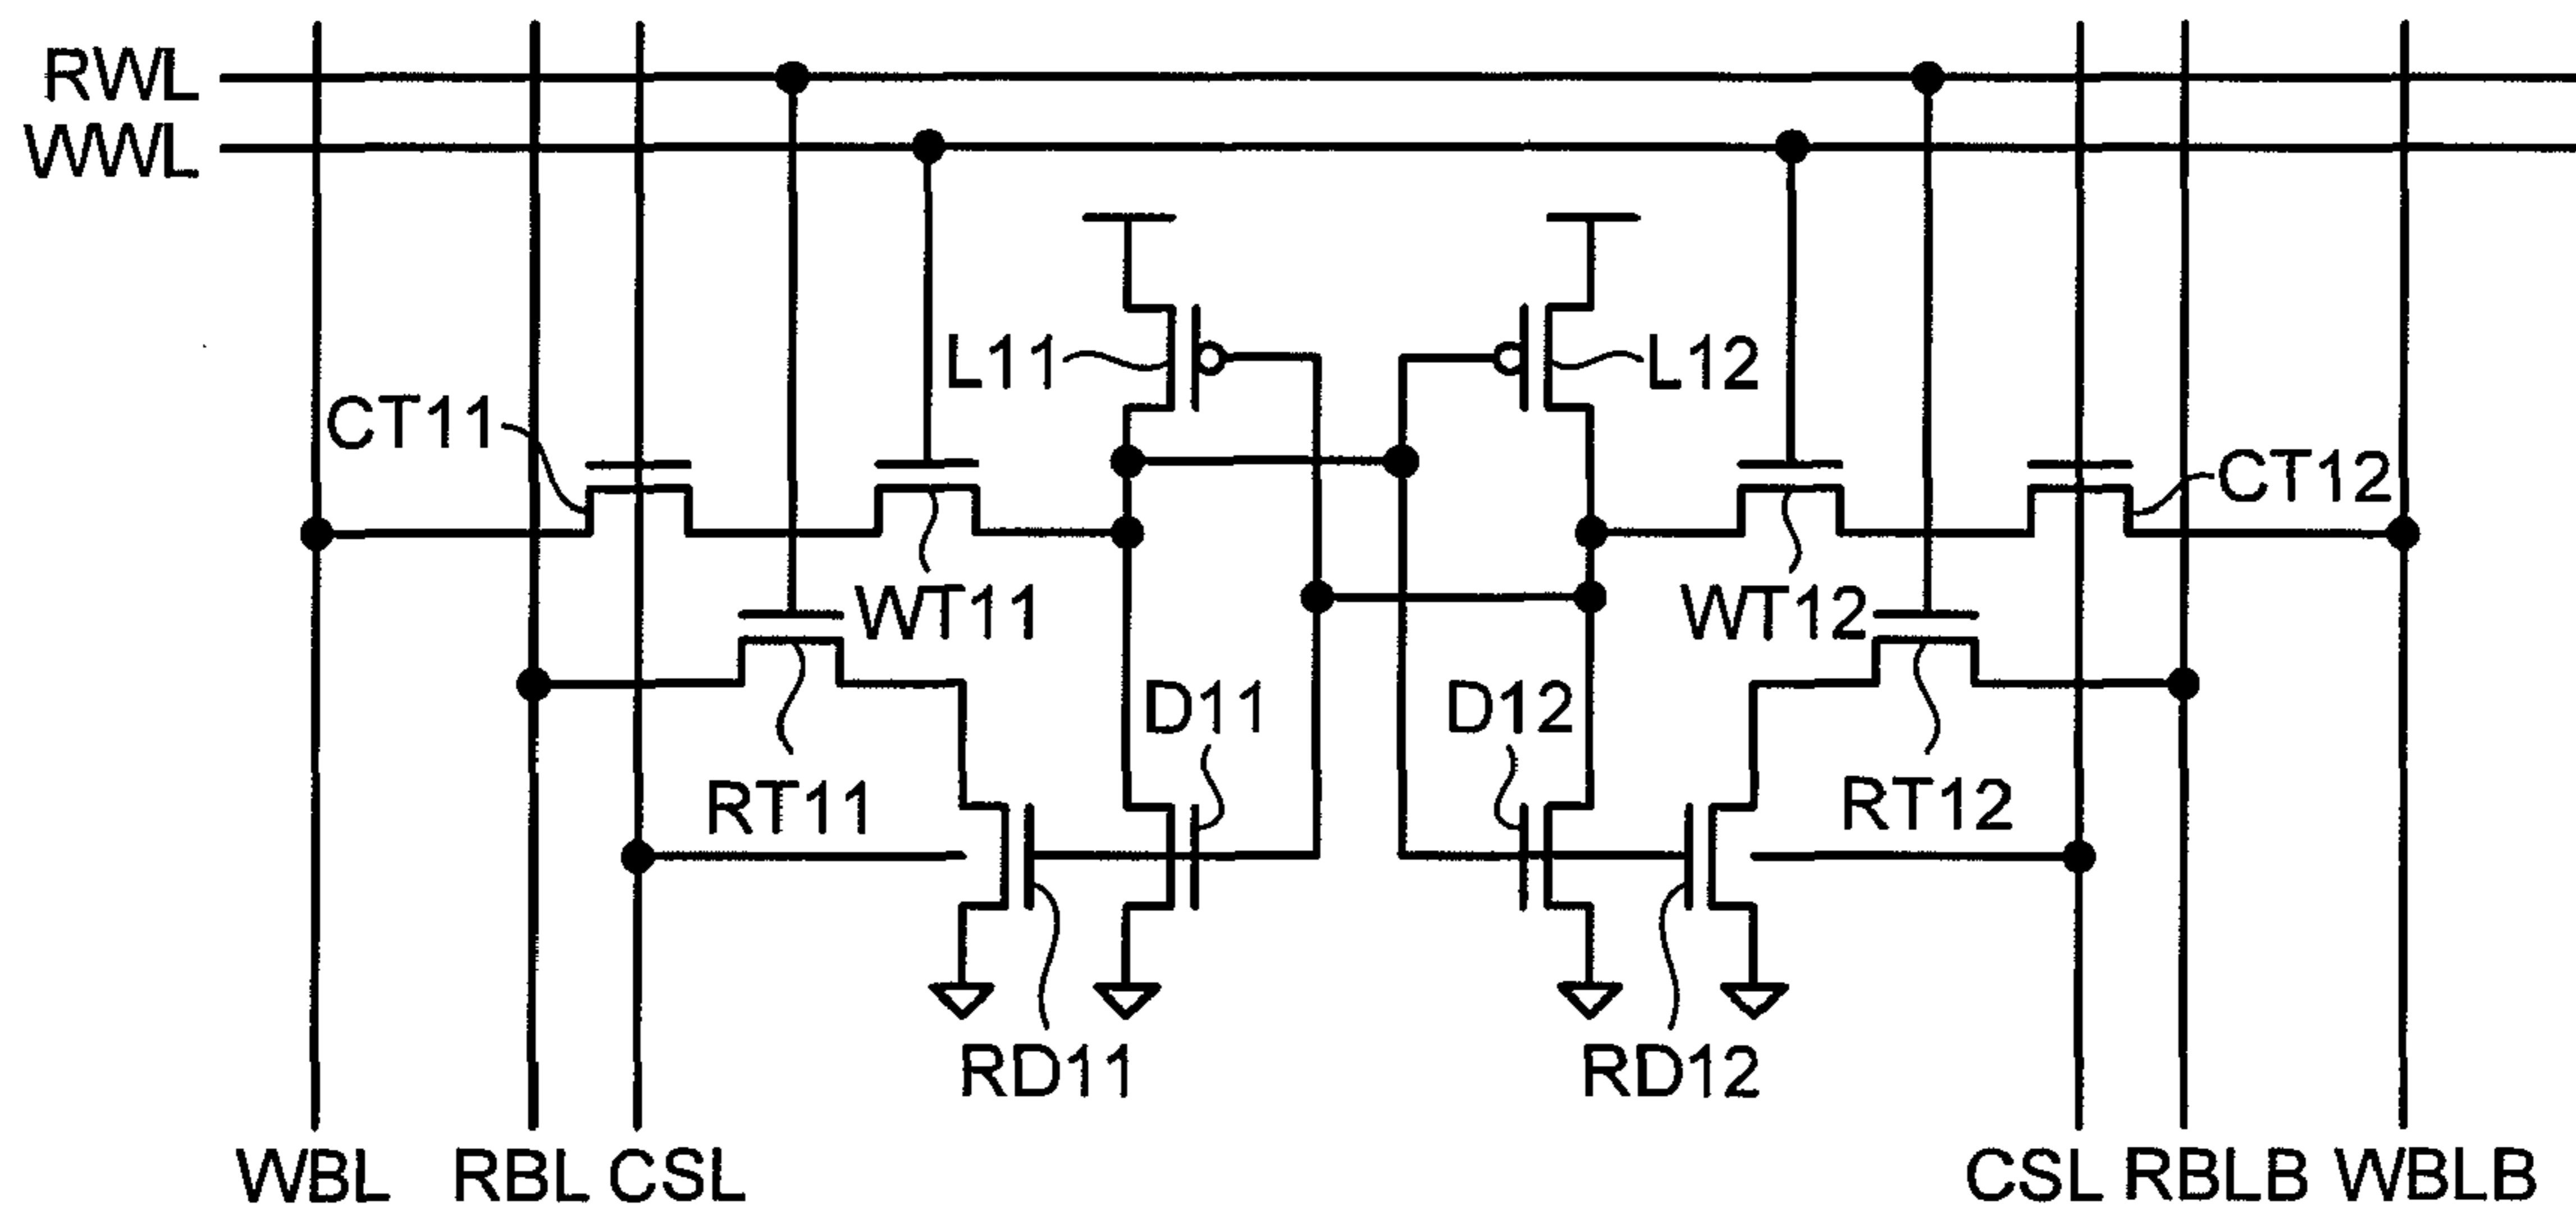 RWL
WWL
L11
L12
CT11
CT12
WT11
WT12
D11
D12
RT11
RT12
RD11
RD12
WBL
RBL
CSL
CSL
RBLB
WBLB